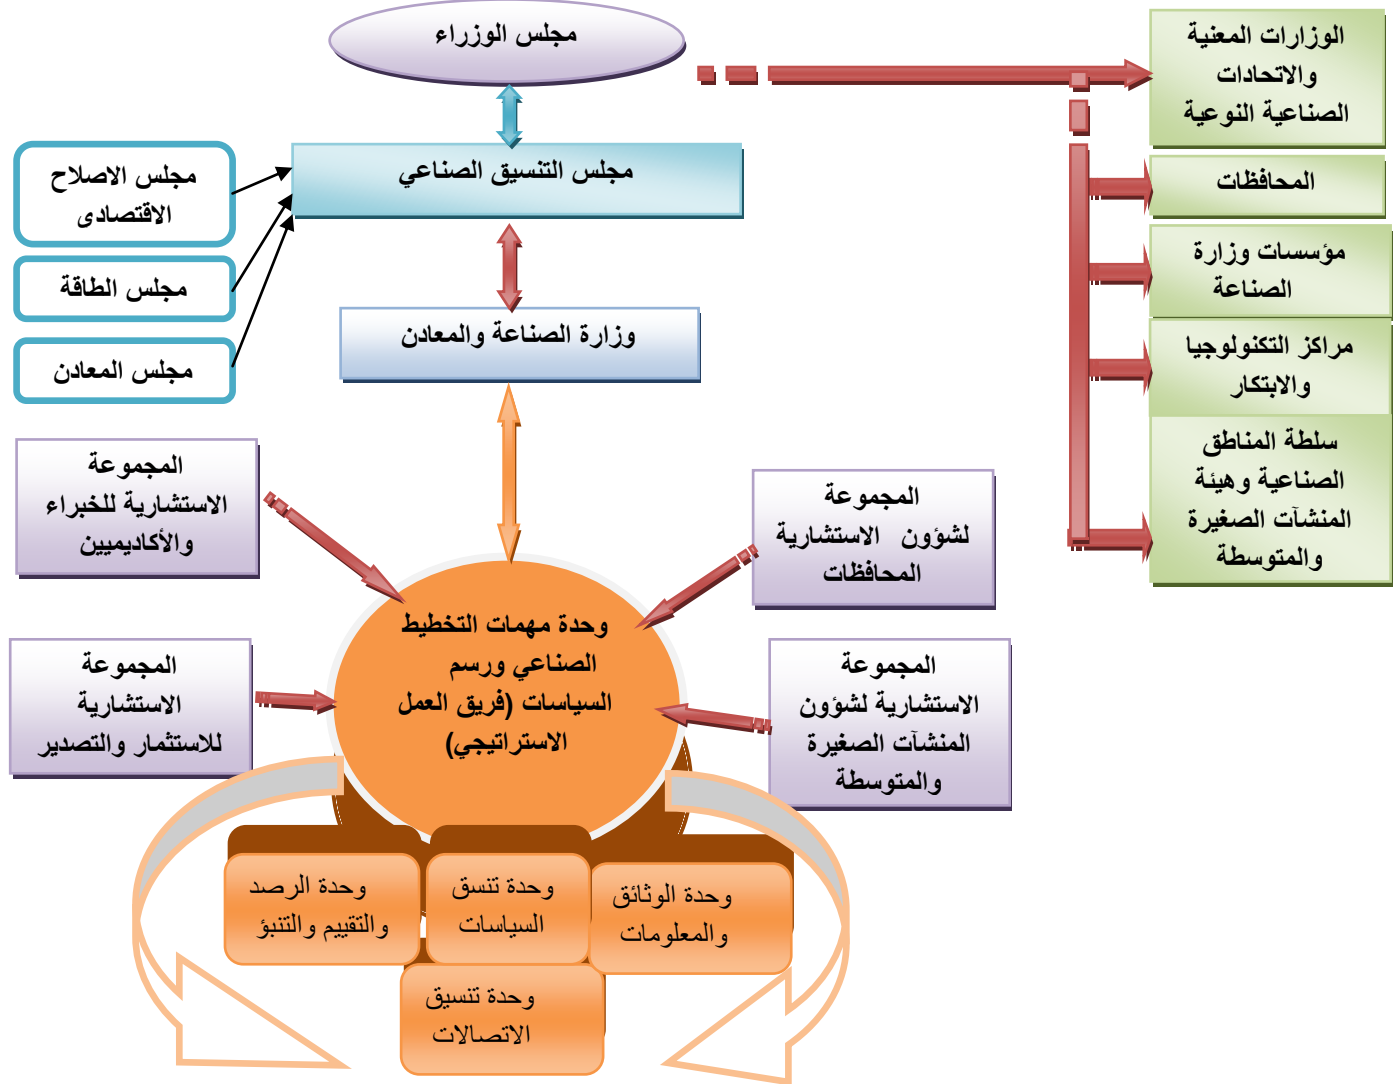 مجلس الوزراء
الوزارات المعنية
والاتحادات
الصناعية النوعية
مجلس التنسيق الصناعي
المحافظات
مجلس الاصلاح
الاقتصادى
مؤسسات وزارة
الصناعة
مجلس الطاقة
وزارة الصناعة والمعادن
مراكز التكنولوجيا
والابتكار
مجلس المعادن
سلطة المناطق
الصناعية وهيئة
المنشآت الصغيرة
والمتوسطة
المجموعة
الاستشارية للخبراء
والأكاديميين
المجموعة
لشؤون الاستشارية
المحافظات
وحدة مهمات التخطيط
الصناعي ورسم
السياسات (فريق العمل
الاستراتيجي)
المجموعة
الاستشارية
للاستثمار والتصدير
المجموعة
الاستشارية لشؤون
المنشآت الصغيرة
والمتوسطة
وحدة الوثائق
والمعلومات
وحدة تنسق
السياسات
وحدة الرصد
والتقييم والتنبؤ
وحدة تنسيق
الاتصالات